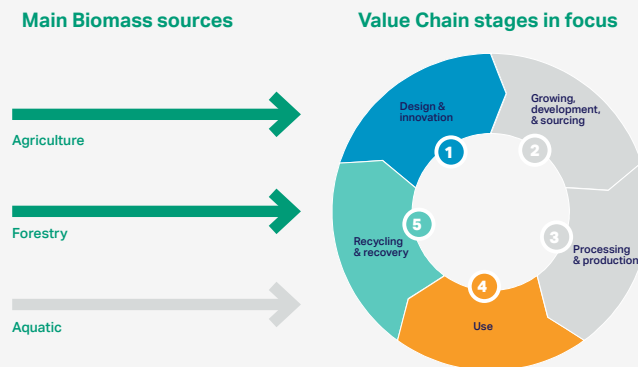 Main Biomass sources
Value Chain stages in focus
Agriculture
Forestry
Aquatic
Design &
innovation
1
Growing,
development,
& sourcing
2
3
Processing
& production
4
Use
5
Recycling
& recovery